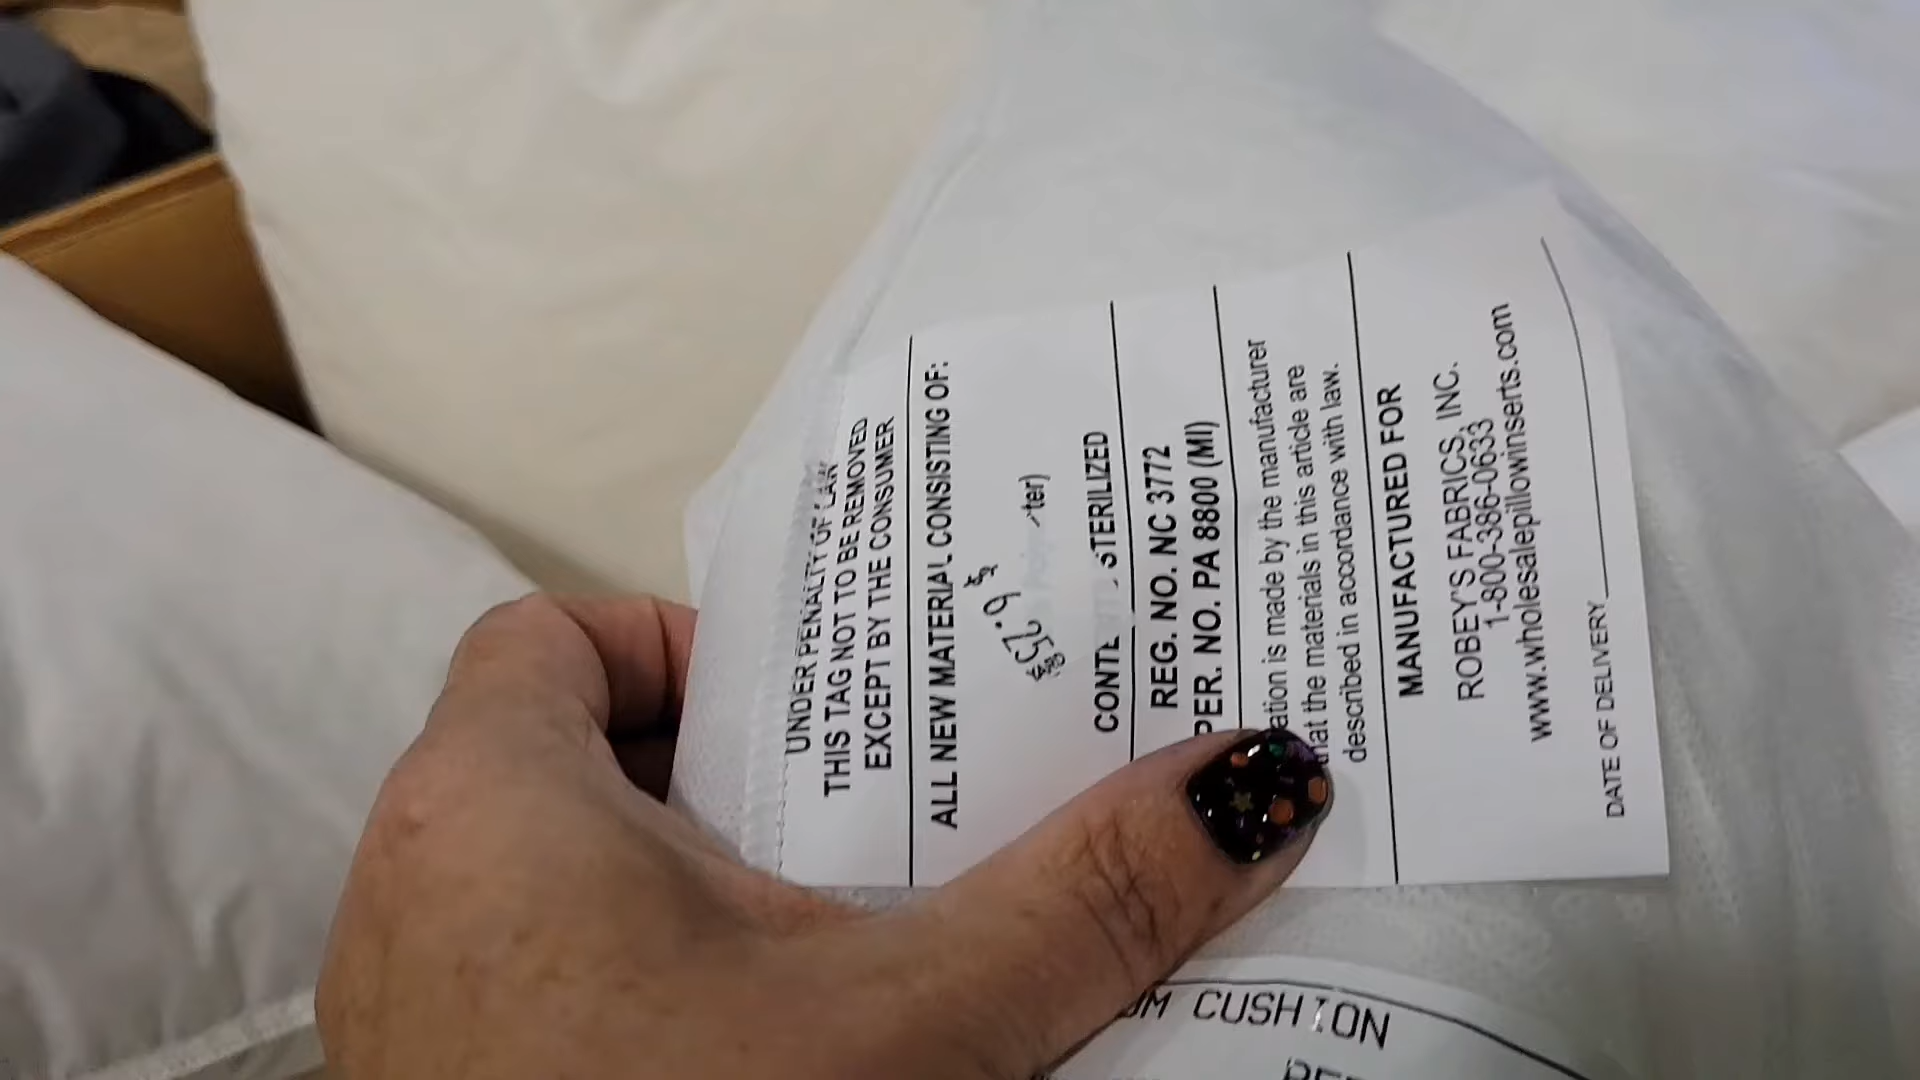 UNDER PENALTY OF LAW
THIS TAG NOT TO BE REMOVED
EXCEPT BY THE CONSUMER
ALL NEW MATERIAL CONSISTING OF:
STERILIZED
REG. NO. NC 3772
PER. NO. PA 8800 (MI)
is made by the manufacturer
that the materials in this article are
described in accordance with law.
MANUFACTURED FOR
ROBEY'S FABRICS, INC.
1-800-386-0633
www.wholesalepillowinserts.com
DATE OF DELIVERY
CUSHION